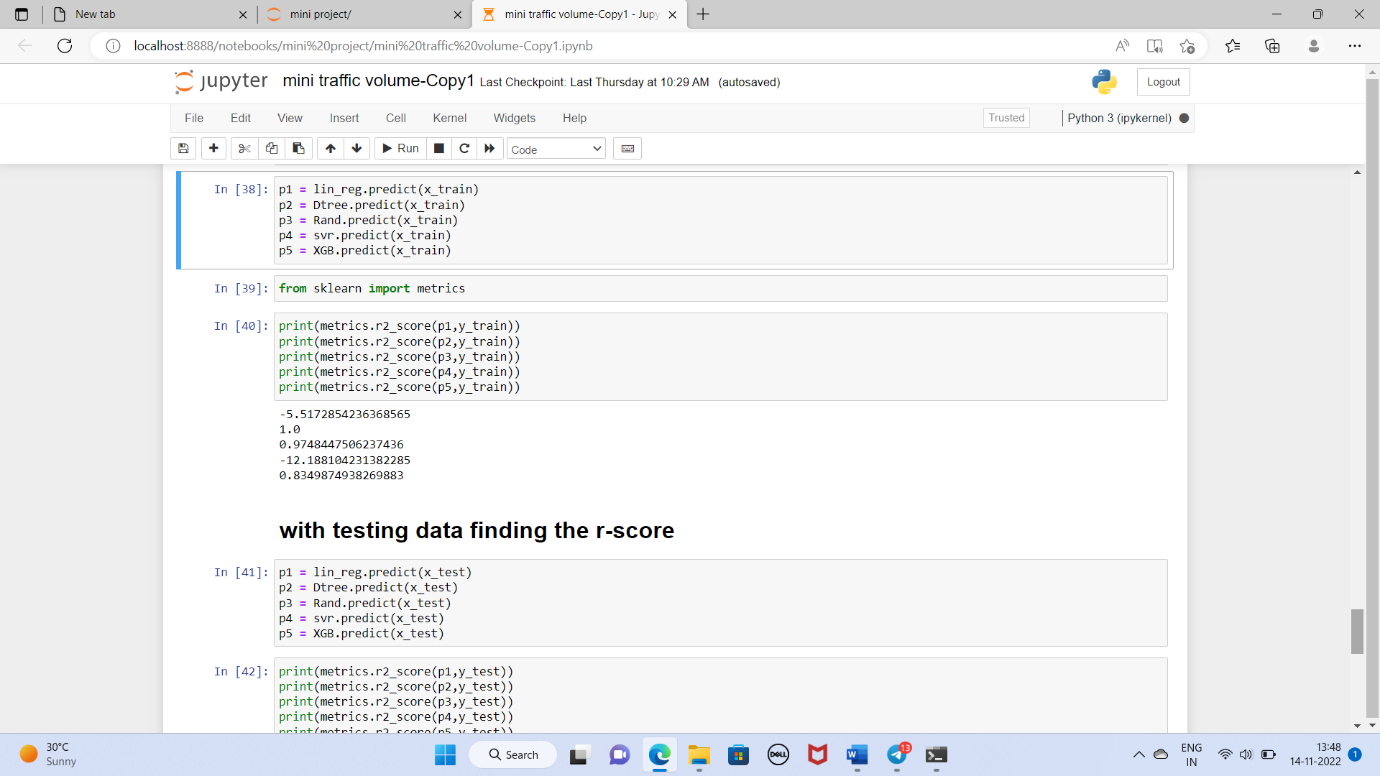 New tab
mini project/
mini traffic volume-Copy1 - Jupy
localhost:8888/notebooks/mini%20project/mini%20traffic%20volume-Copy1.ipynb
jupyter mini traffic volume-Copy1 Last Checkpoint: Last Thursday at 10:29 AM (autosaved)
Logout
File Edit View Insert Cell Kernel Widgets Help
Trusted
Python 3 (ipykernel)
Run
Code
In [38]: p1 = lin_reg.predict(x_train)
p2 = Dtree.predict(x_train)
p3 = Rand.predict(x_train)
p4 = svr.predict(x_train)
p5 = XGB.predict(x_train)
In [39]: from sklearn import metrics
In [40]: print(metrics.r2_score(p1,y_train))
print(metrics.r2_score(p2,y_train))
print(metrics.r2_score(p3,y_train))
print(metrics.r2_score(p4,y_train))
print(metrics.r2_score(p5,y_train))
-5.5172854236368565
1.0
0.9748447506237436
-12.188104231382285
0.8349874938269883
with testing data finding the r-score
In [41]: p1 = lin_reg.predict(x_test)
p2 = Dtree.predict(x_test)
p3 = Rand.predict(x_test)
p4 = svr.predict(x_test)
p5 = XGB.predict(x_test)
In [42]: print(metrics.r2_score(p1,y_test))
print(metrics.r2_score(p2,y_test))
print(metrics.r2_score(p3,y_test))
print(metrics.r2_score(p4,y_test))
print(metrics.r2_score(p5,y_test))
30°C
Sunny
Search
DELL
13
ENG
IN
13:48
14-11-2022
1